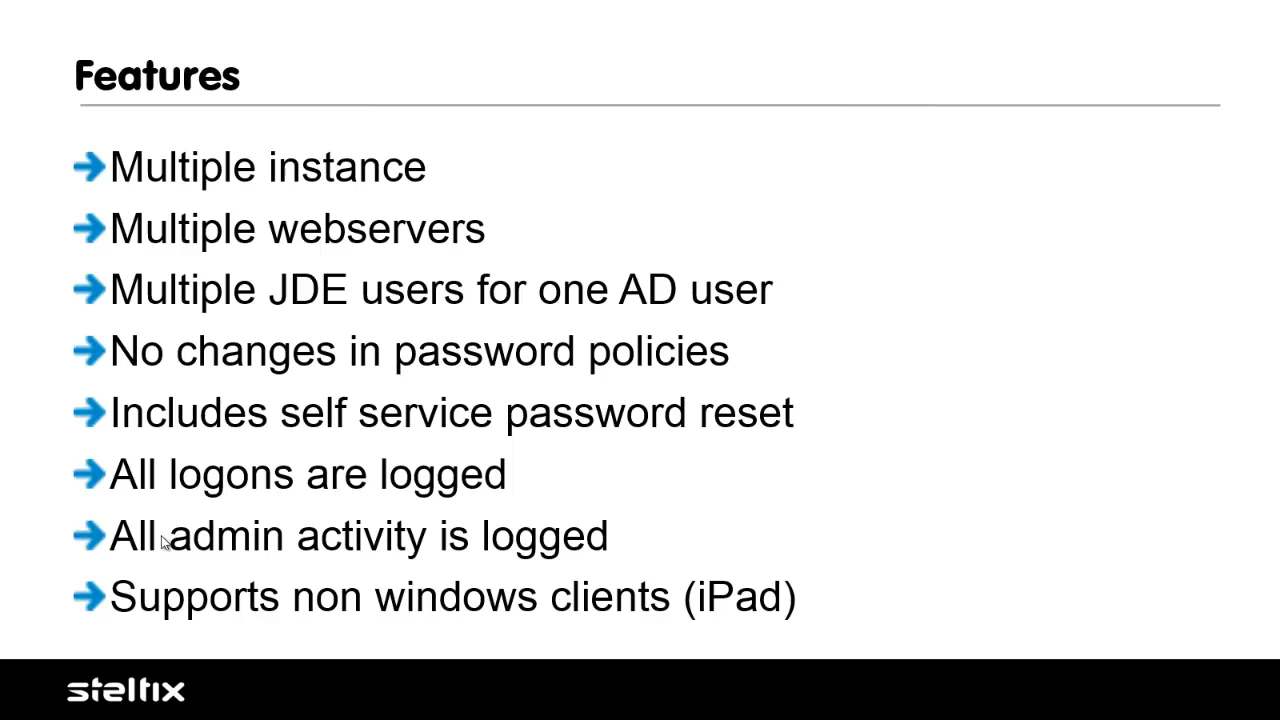 Features
Multiple instance
Multiple webservers
Multiple JDE users for one AD user
No changes in password policies
Includes self service password reset
All logons are logged
All admin activity is logged
Supports non windows clients (iPad)
steltix